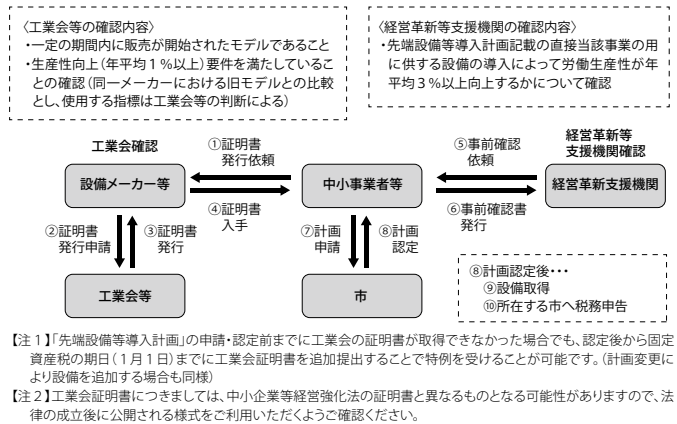 〈工業会等の確認内容〉
・一定の期間内に販売が開始されたモデルであること
・生産性向上（年平均１％以上）要件を満たしているこ
との確認（同一メーカーにおける旧モデルとの比較
とし、使用する指標は工業会等の判断による）
〈経営革新等支援機関の確認内容〉
・先端設備等導入計画記載の直接当該事業の用
に供する設備の導入によって労働生産性が年
平均３％以上向上するかについて確認
工業会確認
①証明書
発行依頼
⑤事前確認
依頼
経営革新等
支援機関確認
設備メーカー等
中小事業者等
経営革新支援機関
④証明書
入手
⑥事前確認書
発行
②証明書
発行申請
③証明書
発行
⑦計画
申請
⑧計画
認定
工業会等
市
⑧計画認定後・・・
⑨設備取得
⑩所在する市へ税務申告
【注１】「先端設備等導入計画」の申請・認定前までに工業会の証明書が取得できなかった場合でも、認定後から固定
資産税の期日（１月１日）までに工業会証明書を追加提出することで特例を受けることが可能です。（計画変更に
より設備を追加する場合も同様）
【注２】工業会証明書につきましては、中小企業等経営強化法の証明書と異なるものとなる可能性がありますので、法
律の成立後に公開される様式をご利用いただくようご確認ください。